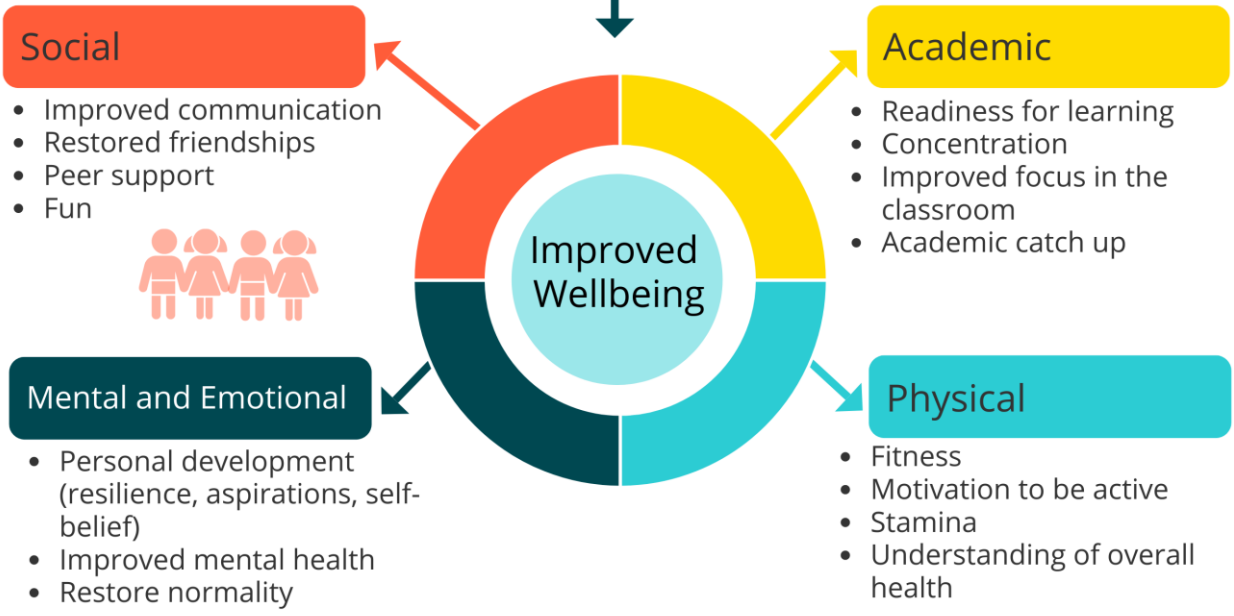 Social
• Improved communication
• Restored friendships
• Peer support
• Fun
Academic
• Readiness for learning
• Concentration
• Improved focus in the
classroom
• Academic catch up
Improved
Wellbeing
Mental and Emotional
• Personal development
(resilience, aspirations, self-
belief)
• Improved mental health
• Restore normality
Physical
• Fitness
• Motivation to be active
• Stamina
• Understanding of overall
health